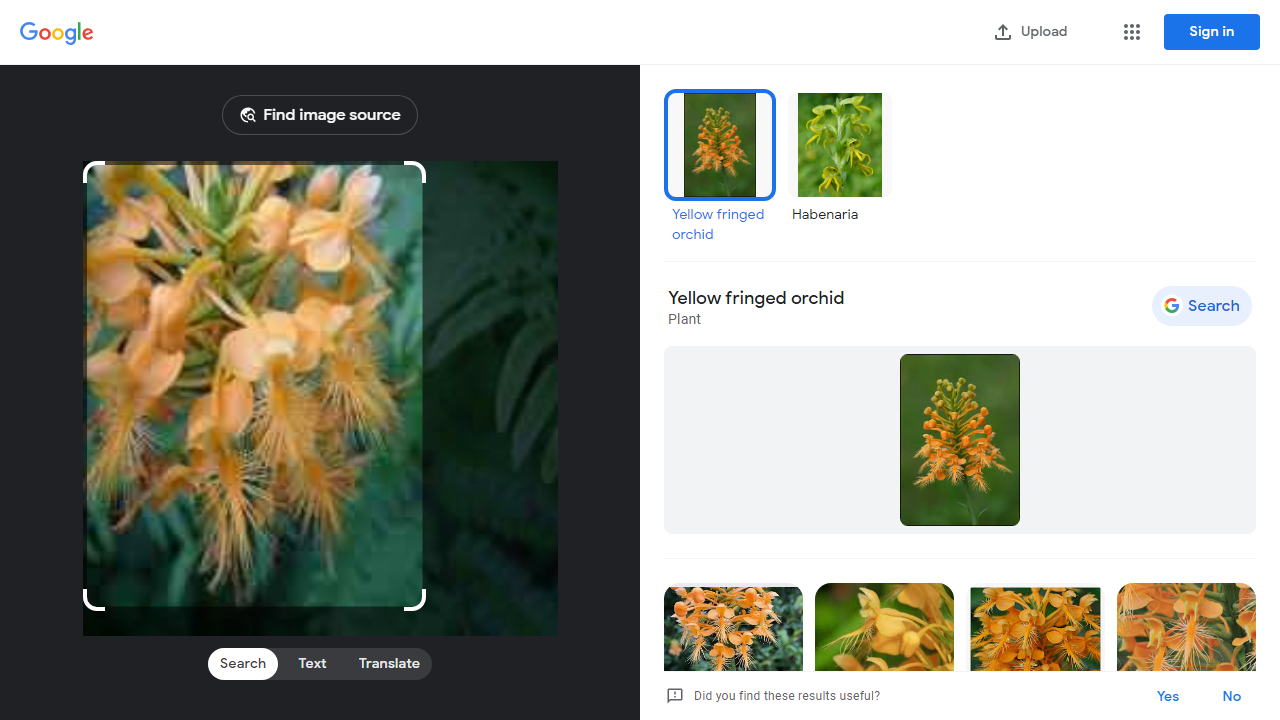 Google
Upload
Sign in
Find image source
Search
Text
Translate
Yellow fringed
orchid
Habenaria
Yellow fringed orchid
Plant
Search
Did you find these results useful?
Yes
No